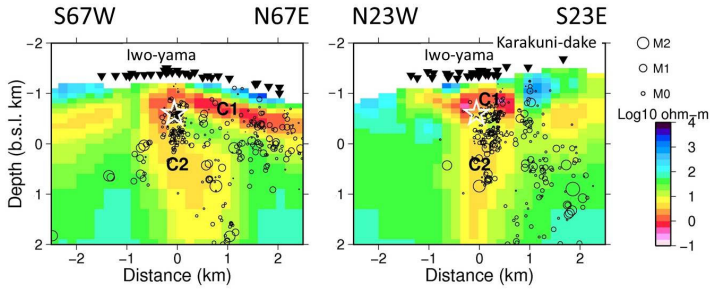 S67W N67E N23W S23E
Iwo-yama Iwo-yama Karakuni-dake
M2
M1
M0
Log10 ohm-m
C1 C1
C2 C2
Depth (b.s.l. km)
−2
−1
0
1
2
−2
−1
0
1
2
4
3
2
1
0
−1
−2 −1 0 1 2 −2 −1 0 1 2
Distance (km) Distance (km)